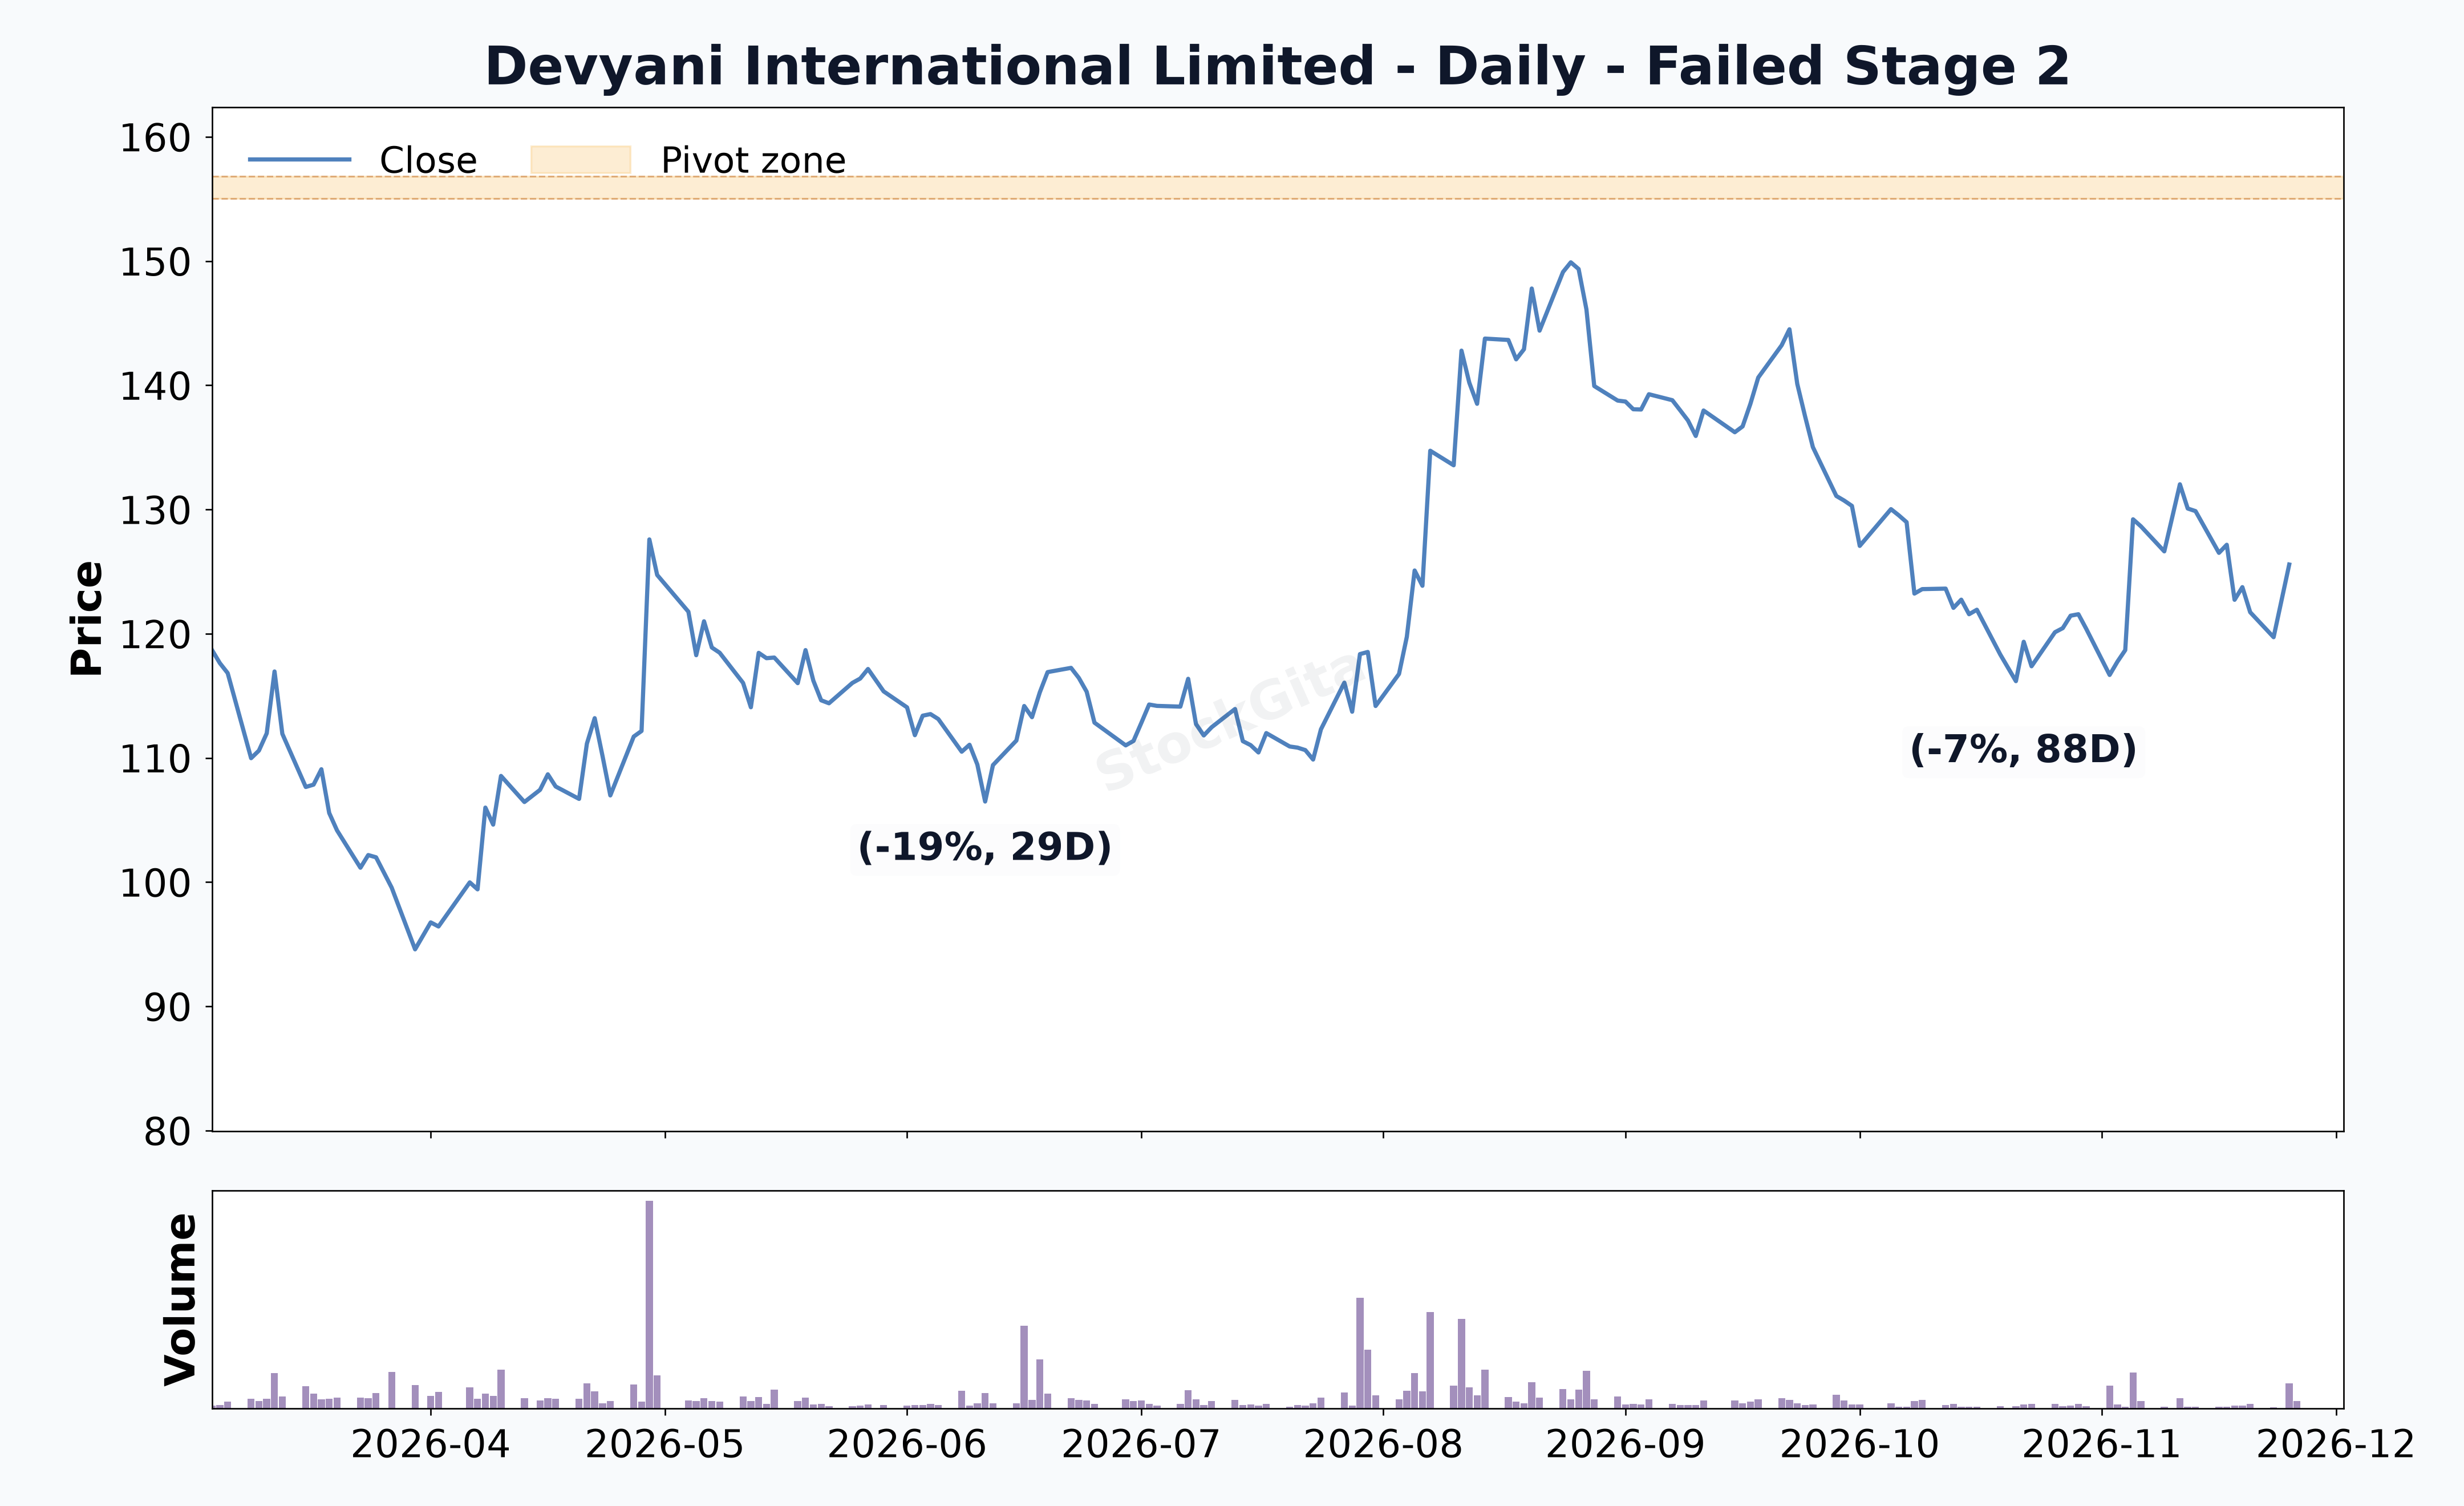 Devyani International Limited - Daily - Failed Stage 2
Close
Pivot zone
Price
160
150
140
130
120
110
100
90
80
StockGita
(-19%, 29D)
(-7%, 88D)
Volume
2026-04
2026-05
2026-06
2026-07
2026-08
2026-09
2026-10
2026-11
2026-12